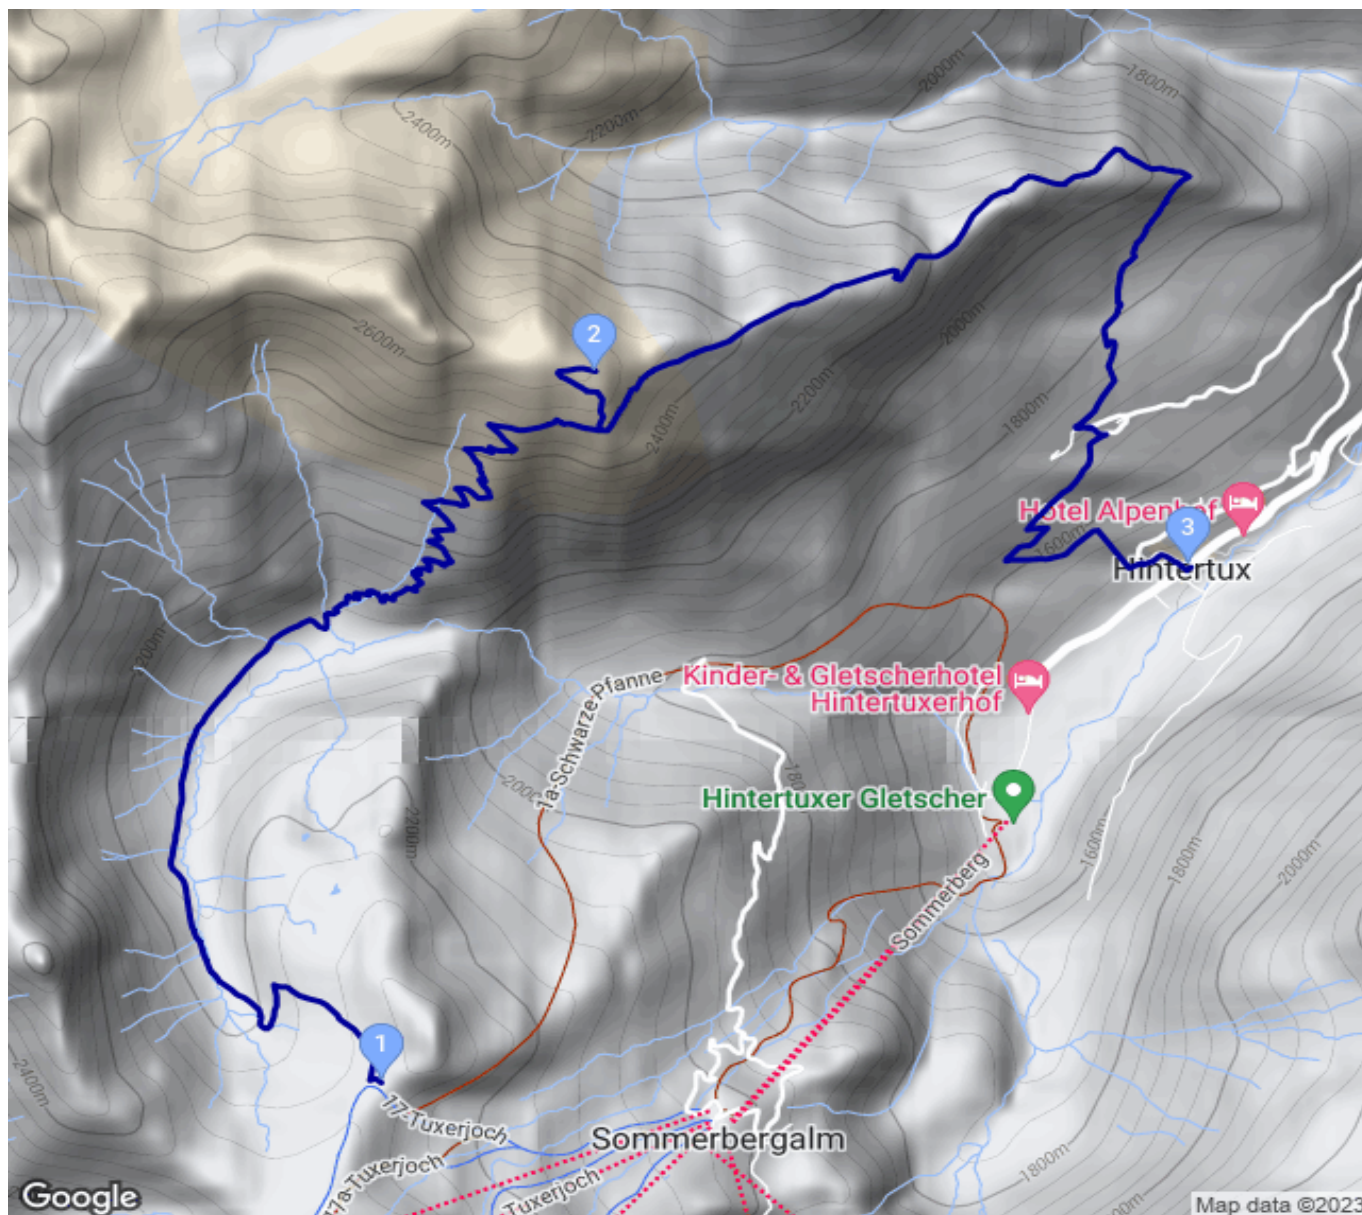 2000m
1800m
2400m
2200m
2
2600m
2000m
2200m
2400m
1800m
Hotel Alpenhof
3
1600m
Hintertux
2200m
Kinder- & Gletscherhotel
Hintertuxerhof
1a-Schwarze Pfanne
Hintertuxer Gletscher
2200m
1600m
1800m
2000m
Sommerberg
1
2400m
17-Tuxerjoch
Sommerbergalm
17a-Tuxerjoch
Tuxerjoch
1800m
Google
Map data ©2023